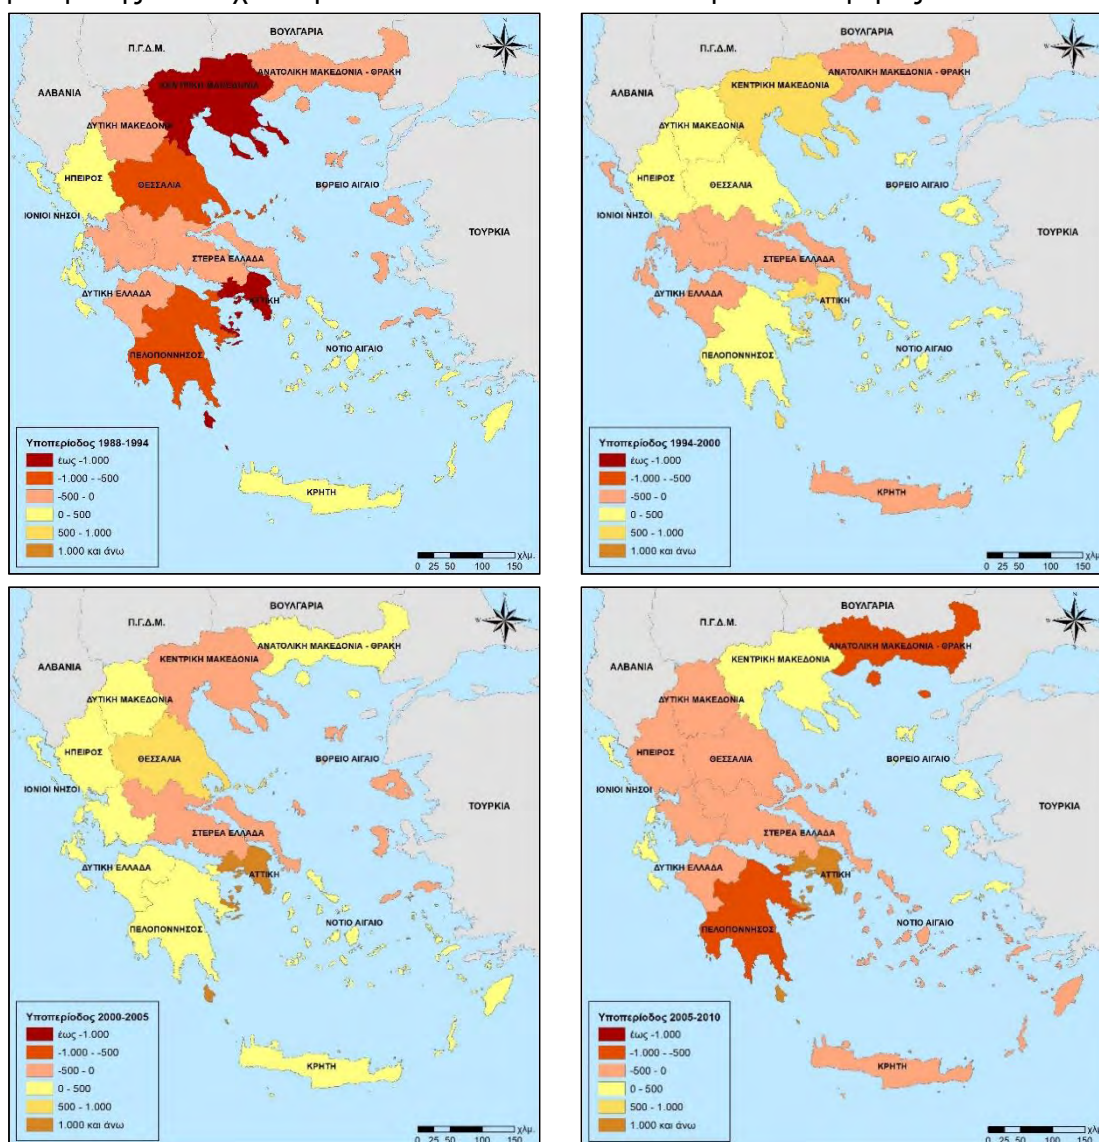 ΒΟΥΛΓΑΡΙΑ
Π.Γ.Δ.Μ.
ΑΝΑΤΟΛΙΚΗ ΜΑΚΕΔΟΝΙΑ - ΘΡΑΚΗ
ΚΕΝΤΡΙΚΗ ΜΑΚΕΔΟΝΙΑ
ΑΛΒΑΝΙΑ
ΔΥΤΙΚΗ ΜΑΚΕΔΟΝΙΑ
ΗΠΕΙΡΟΣ
ΘΕΣΣΑΛΙΑ
ΒΟΡΕΙΟ ΑΙΓΑΙΟ
ΙΟΝΙΟΙ ΝΗΣΟΙ
ΤΟΥΡΚΙΑ
ΣΤΕΡΕΑ ΕΛΛΑΔΑ
ΔΥΤΙΚΗ ΕΛΛΑΔΑ
ΑΤΤΙΚΗ
ΝΟΤΙΟ ΑΙΓΑΙΟ
ΠΕΛΟΠΟΝΝΗΣΟΣ
ΚΡΗΤΗ
Υποπερίοδος 1988-1994
έως -1.000
-1.000 - -500
-500 - 0
0 - 500
500 - 1.000
1.000 και άνω
χλμ.
0 25 50 100 150
ΒΟΥΛΓΑΡΙΑ
Π.Γ.Δ.Μ.
ΑΝΑΤΟΛΙΚΗ ΜΑΚΕΔΟΝΙΑ - ΘΡΑΚΗ
ΚΕΝΤΡΙΚΗ ΜΑΚΕΔΟΝΙΑ
ΑΛΒΑΝΙΑ
ΔΥΤΙΚΗ ΜΑΚΕΔΟΝΙΑ
ΗΠΕΙΡΟΣ
ΘΕΣΣΑΛΙΑ
ΒΟΡΕΙΟ ΑΙΓΑΙΟ
ΙΟΝΙΟΙ ΝΗΣΟΙ
ΤΟΥΡΚΙΑ
ΣΤΕΡΕΑ ΕΛΛΑΔΑ
ΔΥΤΙΚΗ ΕΛΛΑΔΑ
ΑΤΤΙΚΗ
ΝΟΤΙΟ ΑΙΓΑΙΟ
ΠΕΛΟΠΟΝΝΗΣΟΣ
ΚΡΗΤΗ
Υποπερίοδος 1994-2000
έως -1.000
-1.000 - -500
-500 - 0
0 - 500
500 - 1.000
1.000 και άνω
χλμ.
0 25 50 100 150
ΒΟΥΛΓΑΡΙΑ
Π.Γ.Δ.Μ.
ΑΝΑΤΟΛΙΚΗ ΜΑΚΕΔΟΝΙΑ - ΘΡΑΚΗ
ΚΕΝΤΡΙΚΗ ΜΑΚΕΔΟΝΙΑ
ΑΛΒΑΝΙΑ
ΔΥΤΙΚΗ ΜΑΚΕΔΟΝΙΑ
ΗΠΕΙΡΟΣ
ΘΕΣΣΑΛΙΑ
ΒΟΡΕΙΟ ΑΙΓΑΙΟ
ΙΟΝΙΟΙ ΝΗΣΟΙ
ΤΟΥΡΚΙΑ
ΣΤΕΡΕΑ ΕΛΛΑΔΑ
ΔΥΤΙΚΗ ΕΛΛΑΔΑ
ΑΤΤΙΚΗ
ΝΟΤΙΟ ΑΙΓΑΙΟ
ΠΕΛΟΠΟΝΝΗΣΟΣ
ΚΡΗΤΗ
Υποπερίοδος 2000-2005
έως -1.000
-1.000 - -500
-500 - 0
0 - 500
500 - 1.000
1.000 και άνω
χλμ.
0 25 50 100 150
ΒΟΥΛΓΑΡΙΑ
Π.Γ.Δ.Μ.
ΑΝΑΤΟΛΙΚΗ ΜΑΚΕΔΟΝΙΑ - ΘΡΑΚΗ
ΚΕΝΤΡΙΚΗ ΜΑΚΕΔΟΝΙΑ
ΑΛΒΑΝΙΑ
ΔΥΤΙΚΗ ΜΑΚΕΔΟΝΙΑ
ΗΠΕΙΡΟΣ
ΘΕΣΣΑΛΙΑ
ΒΟΡΕΙΟ ΑΙΓΑΙΟ
ΙΟΝΙΟΙ ΝΗΣΟΙ
ΤΟΥΡΚΙΑ
ΣΤΕΡΕΑ ΕΛΛΑΔΑ
ΔΥΤΙΚΗ ΕΛΛΑΔΑ
ΑΤΤΙΚΗ
ΝΟΤΙΟ ΑΙΓΑΙΟ
ΠΕΛΟΠΟΝΝΗΣΟΣ
ΚΡΗΤΗ
Υποπερίοδος 2005-2010
έως -1.000
-1.000 - -500
-500 - 0
0 - 500
500 - 1.000
1.000 και άνω
χλμ.
0 25 50 100 150